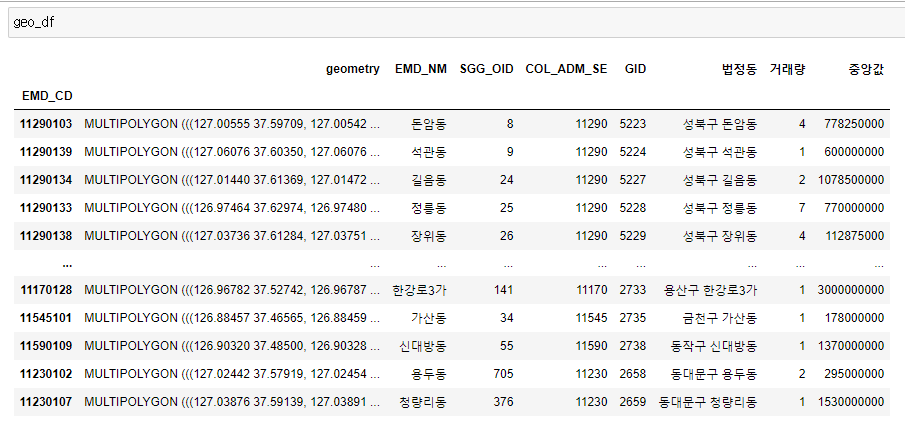 geo_df
geometry EMD_NM SGG_OID COL_ADM_SE GID 법정동 거래량 중앙값
EMD_CD
11290103 MULTIPOLYGON (((127.00555 37.59709, 127.00542 ... 돈암동 8 11290 5223 성북구 돈암동 4 778250000
11290139 MULTIPOLYGON (((127.06076 37.60350, 127.06076 ... 석관동 9 11290 5224 성북구 석관동 1 600000000
11290134 MULTIPOLYGON (((127.01440 37.61369, 127.01472 ... 길음동 24 11290 5227 성북구 길음동 2 1078500000
11290133 MULTIPOLYGON (((126.97464 37.62974, 126.97480 ... 정릉동 25 11290 5228 성북구 정릉동 7 770000000
11290138 MULTIPOLYGON (((127.03736 37.61284, 127.03751 ... 장위동 26 11290 5229 성북구 장위동 4 112875000
... ... ... ... ... ... ... ... ...
11170128 MULTIPOLYGON (((126.96782 37.52742, 126.96787 ... 한강로3가 141 11170 2733 용산구 한강로3가 1 3000000000
11545101 MULTIPOLYGON (((126.88457 37.46565, 126.88459 ... 가산동 34 11545 2735 금천구 가산동 1 178000000
11590109 MULTIPOLYGON (((126.90320 37.48500, 126.90328 ... 신대방동 55 11590 2738 동작구 신대방동 1 1370000000
11230102 MULTIPOLYGON (((127.02442 37.57919, 127.02454 ... 용두동 705 11230 2658 동대문구 용두동 2 295000000
11230107 MULTIPOLYGON (((127.03876 37.59139, 127.03891 ... 청량리동 376 11230 2659 동대문구 청량리동 1 1530000000